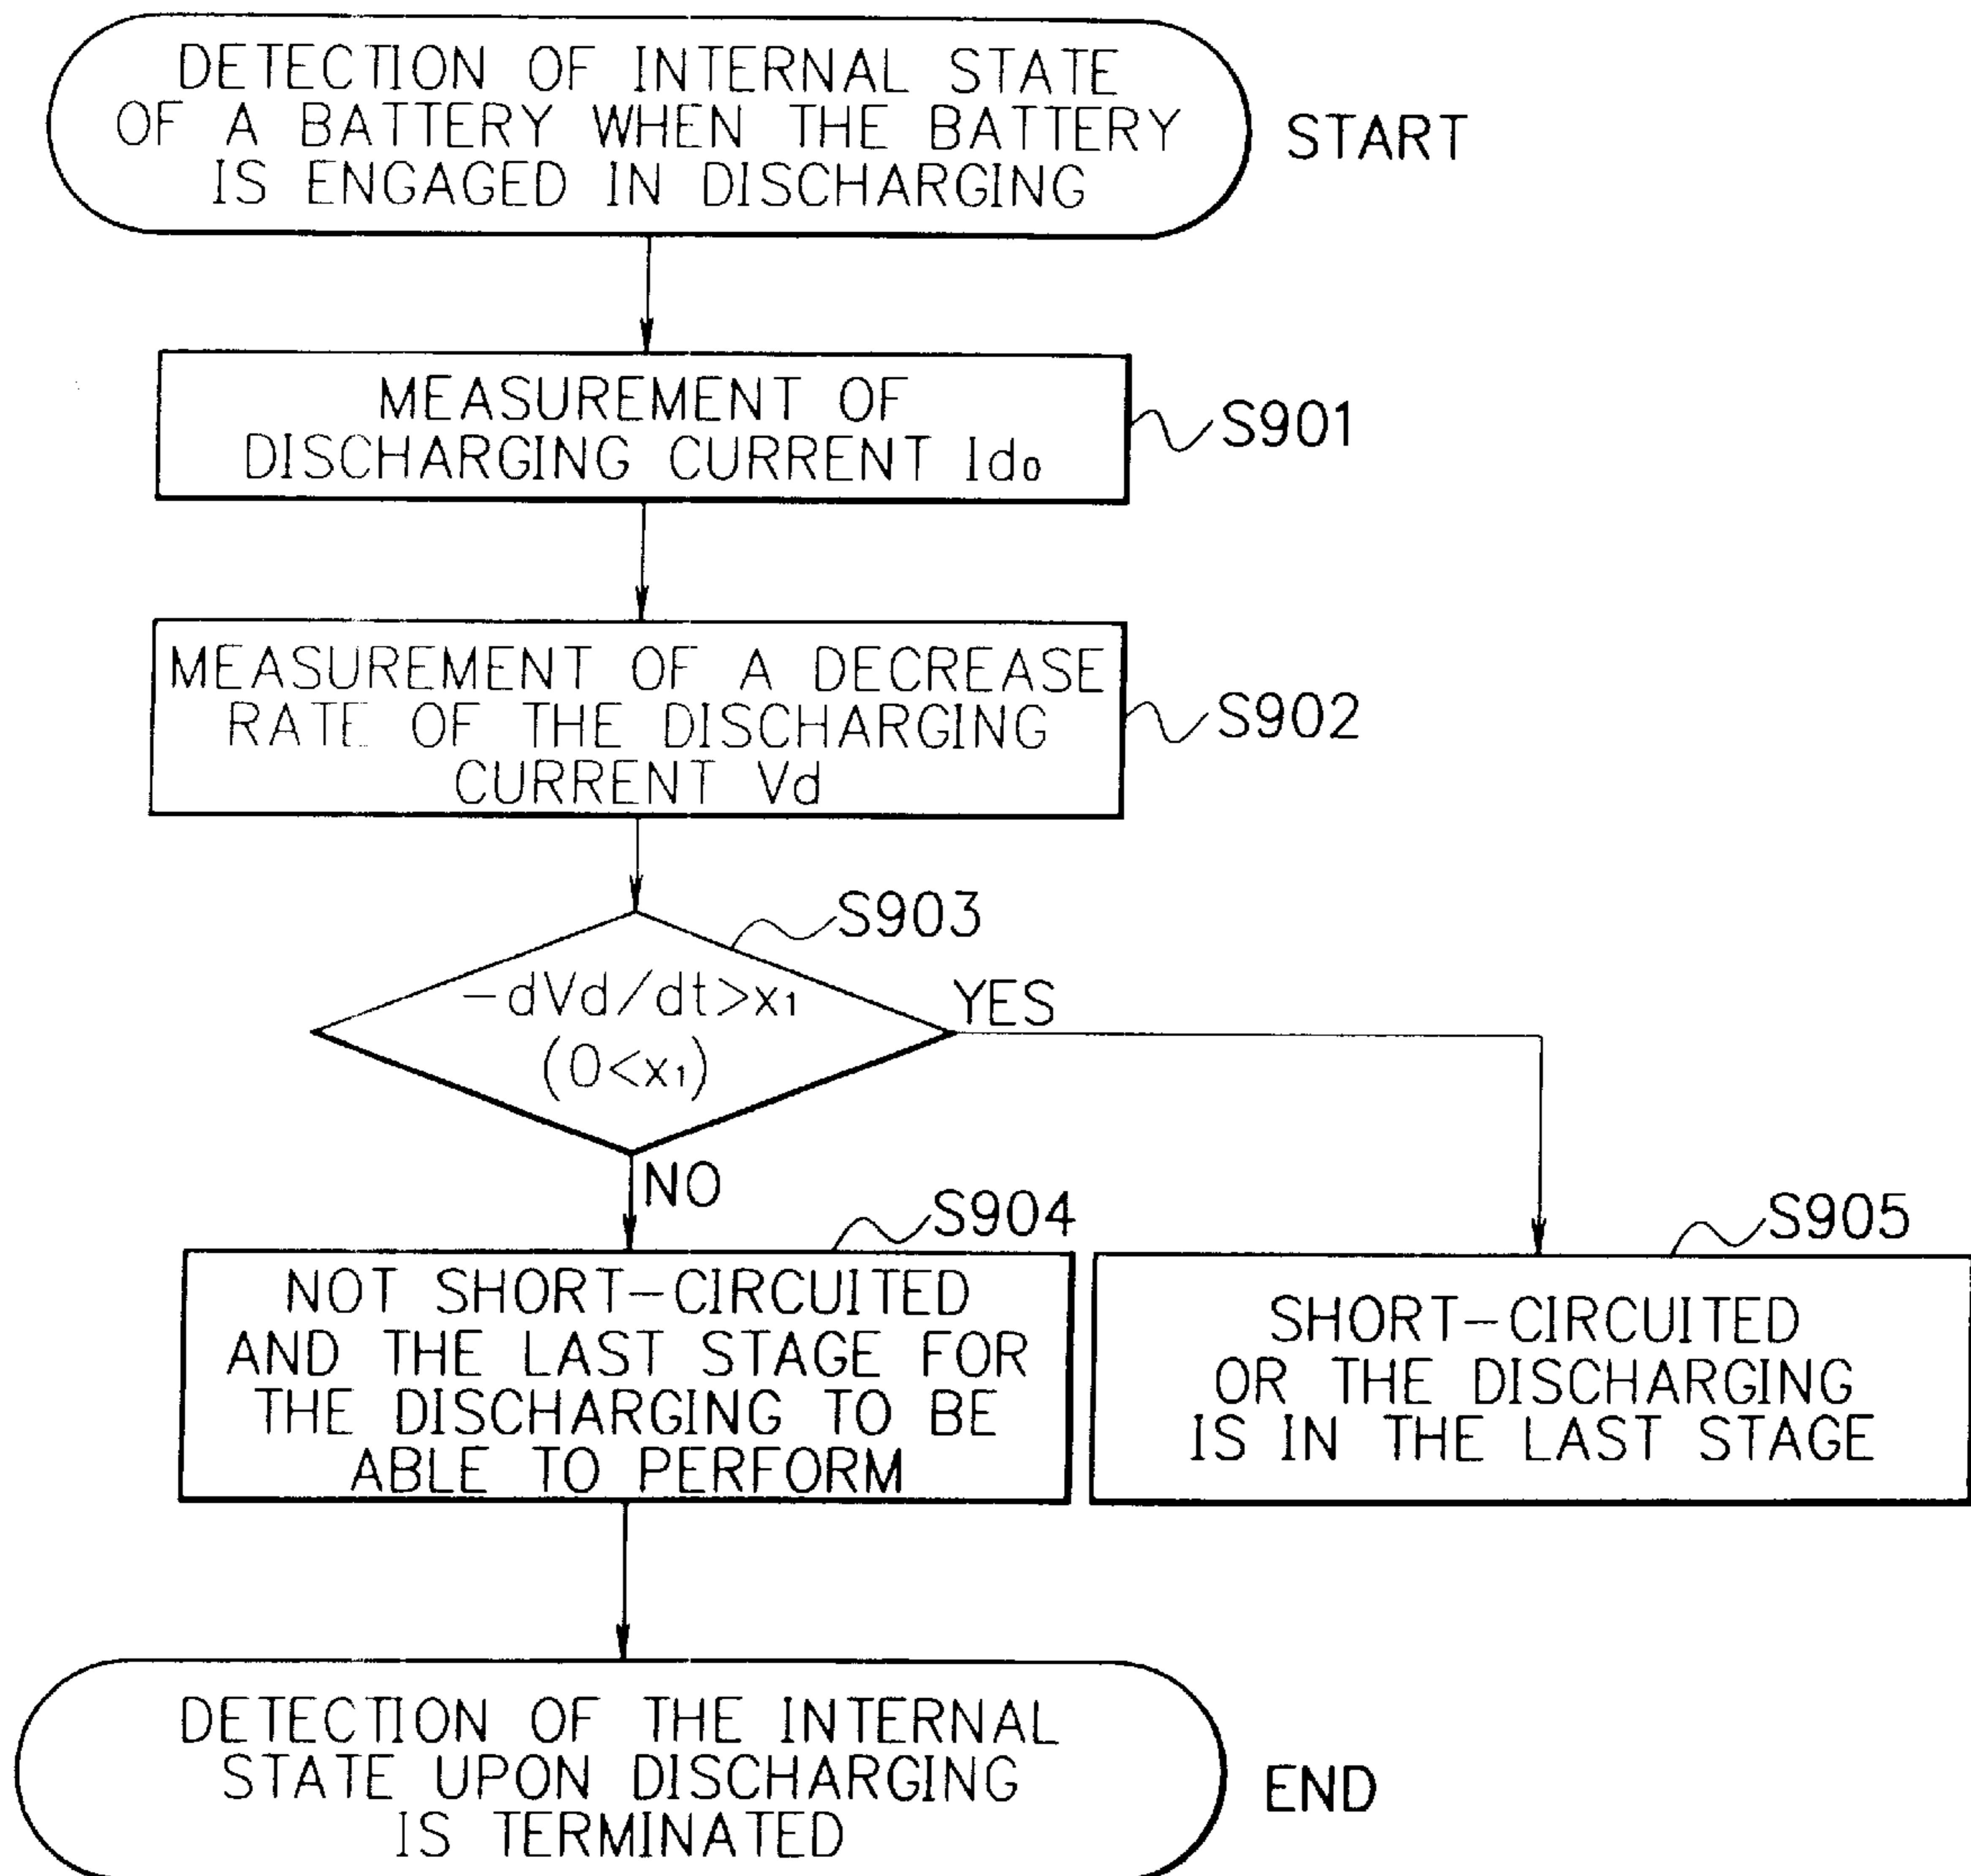 DETECTION OF INTERNAL STATE
OF A BATTERY WHEN THE BATTERY
IS ENGAGED IN DISCHARGING
START
MEASUREMENT OF
DISCHARGING CURRENT Id₀
S901
MEASUREMENT OF A DECREASE
RATE OF THE DISCHARGING
CURRENT Vd
S902
S903
-dVd/dt>x₁
(0<x₁)
YES
NO
S904
NOT SHORT-CIRCUITED
AND THE LAST STAGE FOR
THE DISCHARGING TO BE
ABLE TO PERFORM
S905
SHORT-CIRCUITED
OR THE DISCHARGING
IS IN THE LAST STAGE
DETECTION OF THE INTERNAL
STATE UPON DISCHARGING
IS TERMINATED
END